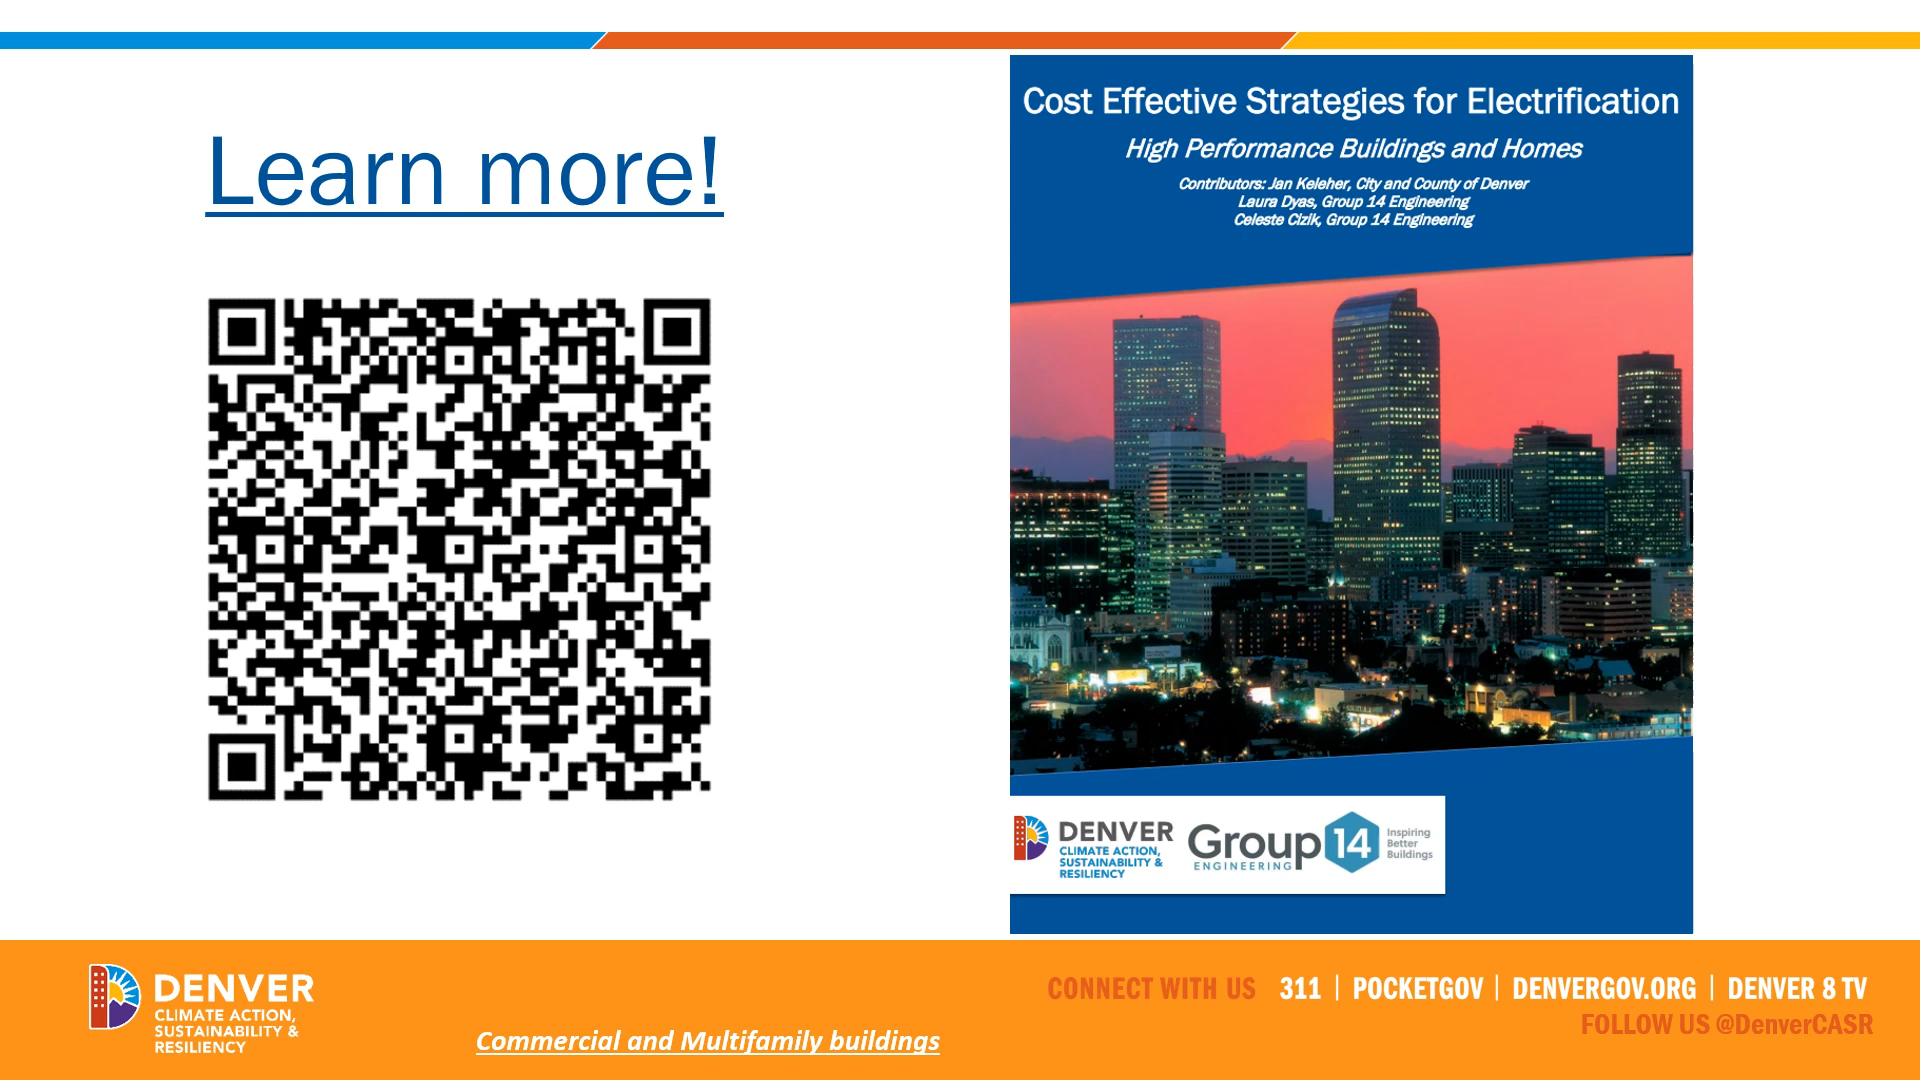 Learn more!
Cost Effective Strategies for Electrification
High Performance Buildings and Homes
Contributors: Jan Keleher, City and County of Denver
Laura Dyas, Group 14 Engineering
Celeste Cizik, Group 14 Engineering
DENVER
CLIMATE ACTION,
SUSTAINABILITY &
RESILIENCY
Group 14
ENGINEERING
Inspiring
Better
Buildings
DENVER
CLIMATE ACTION,
SUSTAINABILITY &
RESILIENCY
Commercial and Multifamily buildings
CONNECT WITH US 311 | POCKETGOV | DENVERGOV.ORG | DENVER 8 TV
FOLLOW US @DenverCASR